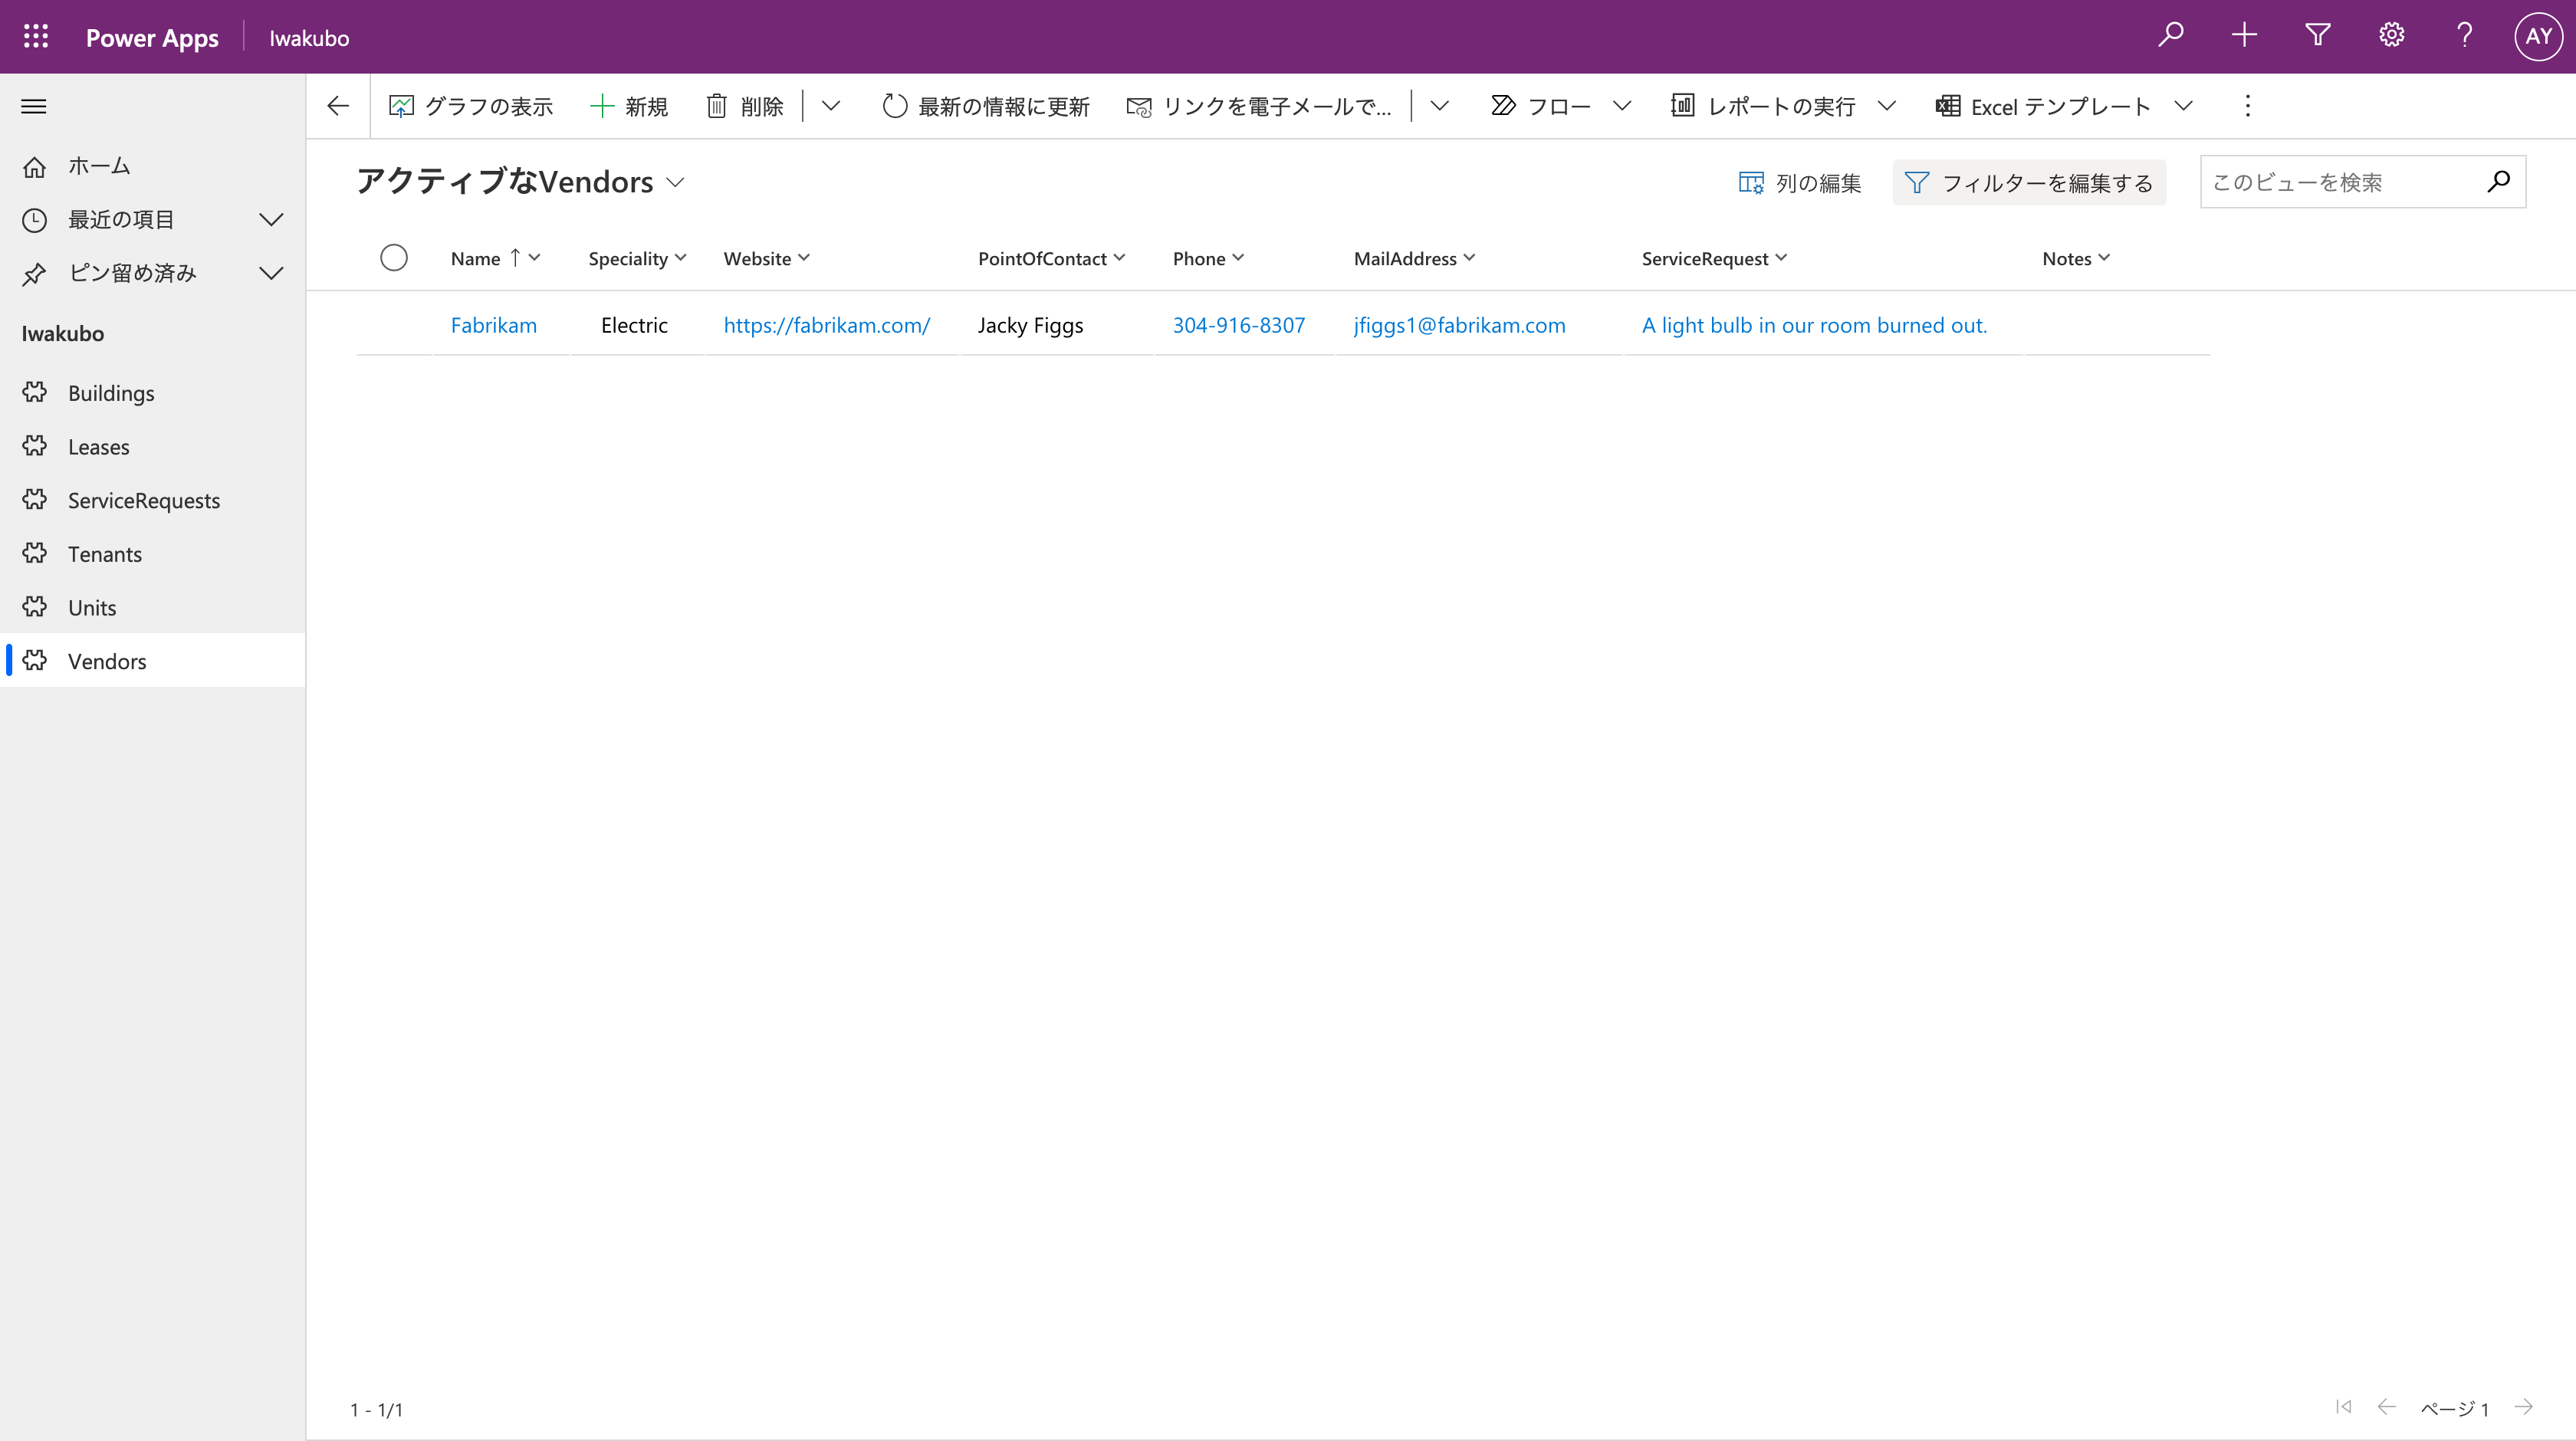 Power Apps Iwakubo AY
グラフの表示 新規 削除 最新の情報に更新 リンクを電子メールで... フロー レポートの実行 Excel テンプレート
ホーム
最近の項目
ピン留め済み
Iwakubo
Buildings
Leases
ServiceRequests
Tenants
Units
Vendors
アクティブなVendors 列の編集 フィルターを編集する このビューを検索
Name Speciality Website PointOfContact Phone MailAddress ServiceRequest Notes
Fabrikam Electric https://fabrikam.com/ Jacky Figgs 304-916-8307 jfiggs1@fabrikam.com A light bulb in our room burned out.
1 - 1/1 ページ 1